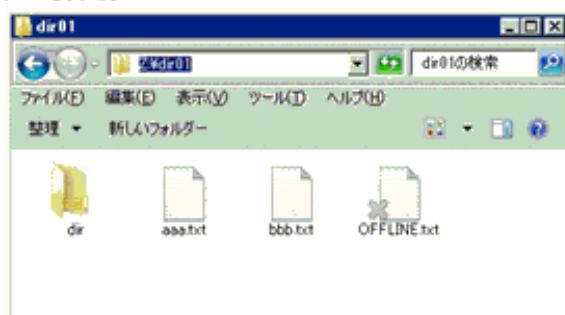 dir01
Z:¥dir01
dir01の検索
ファイル(F) 編集(E) 表示(V) ツール(T) ヘルプ(H)
整理 新しいフォルダー
dir aaa.txt bbb.txt OFFLINE.txt